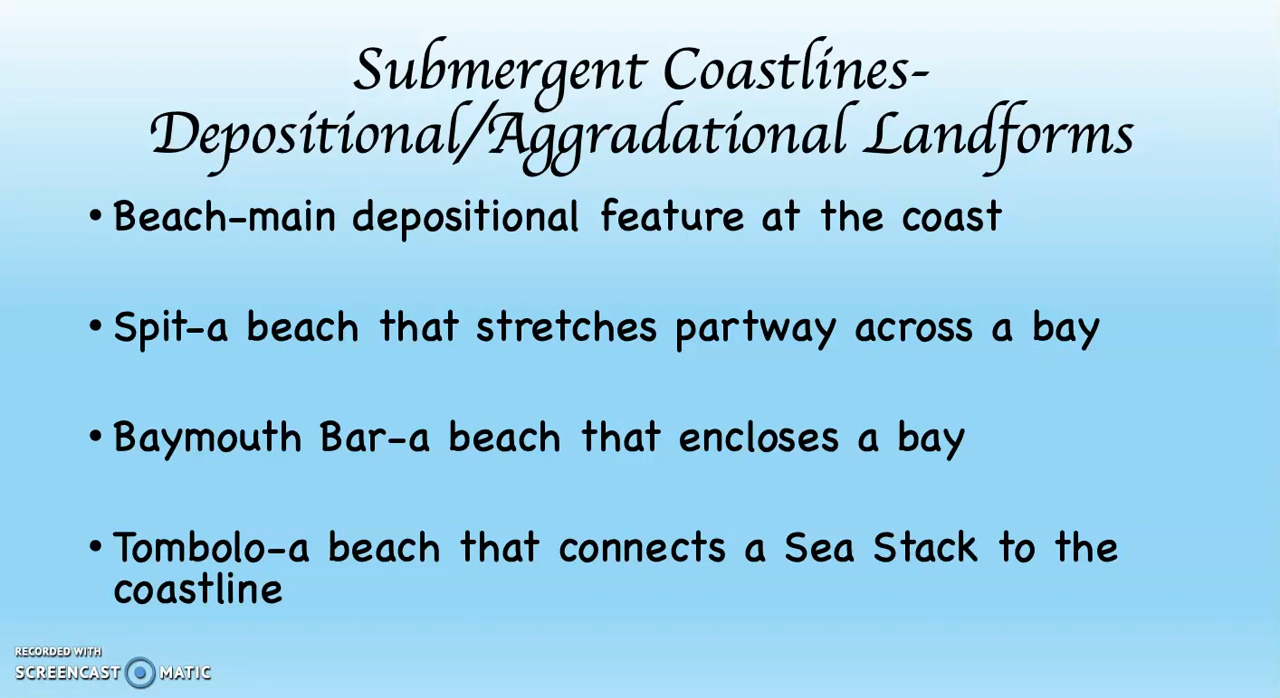 Submergent Coastlines-
Depositional/Aggradational Landforms
• Beach-main depositional feature at the coast
• Spit-a beach that stretches partway across a bay
• Baymouth Bar-a beach that encloses a bay
• Tombolo-a beach that connects a Sea Stack to the
coastline
RECORDED WITH
SCREENCAST MATIC